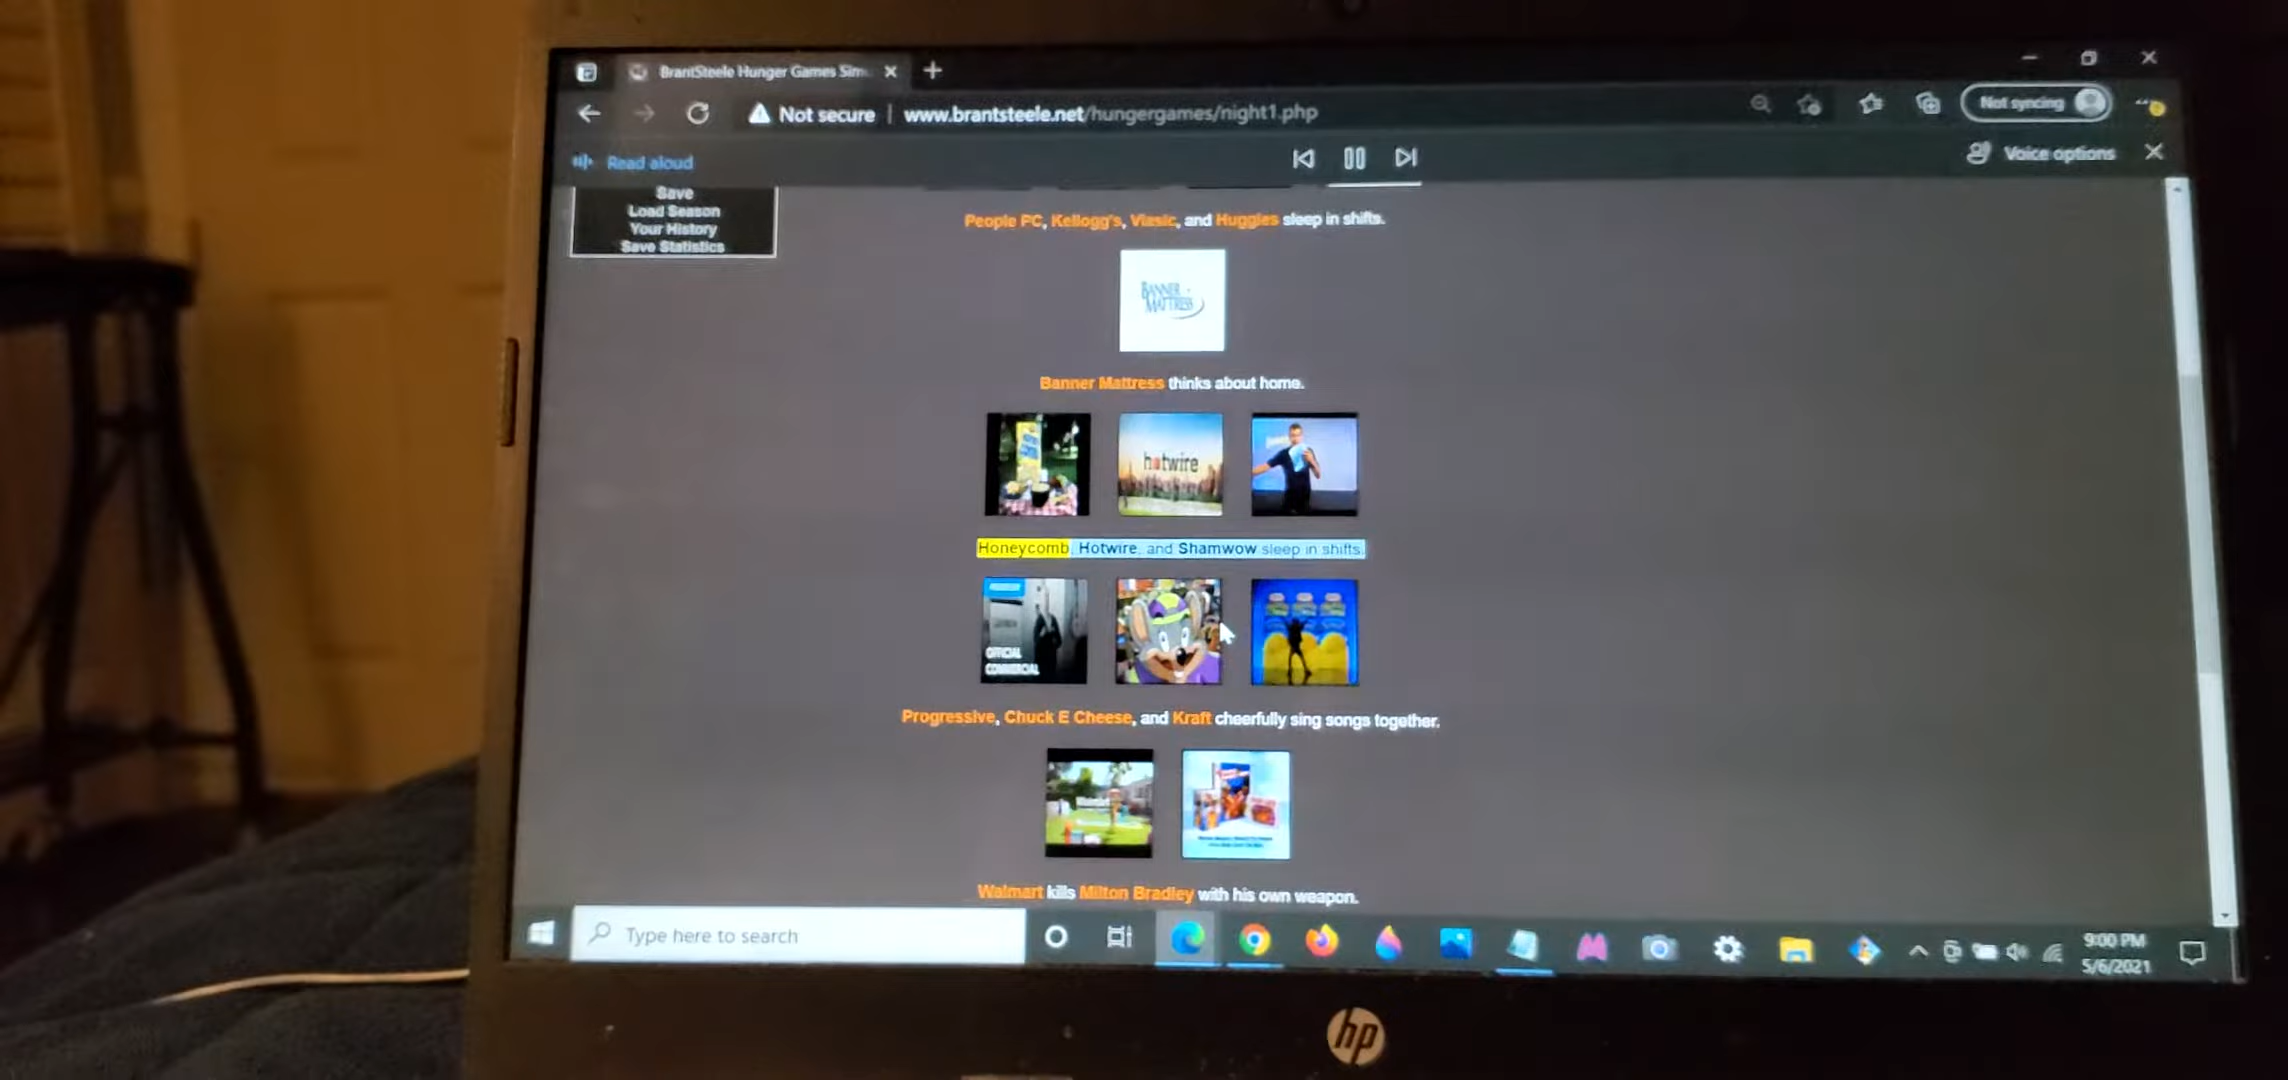 BrantSteele Hunger Games Sim
Not secure | www.brantsteele.net/hungergames/night1.php
Not syncing
Read aloud
Voice options
Save
Load Season
Your History
Save Statistics
People PC, Kellogg's, Vlasic, and Huggies sleep in shifts.
BANNER
MATTRESS
Banner Mattress thinks about home.
hotwire
Honeycomb, Hotwire, and Shamwow sleep in shifts.
OFFICIAL
COMMERCIAL
Progressive, Chuck E Cheese, and Kraft cheerfully sing songs together.
Walmart kills Milton Bradley with his own weapon.
Type here to search
9:00 PM
5/6/2021
hp